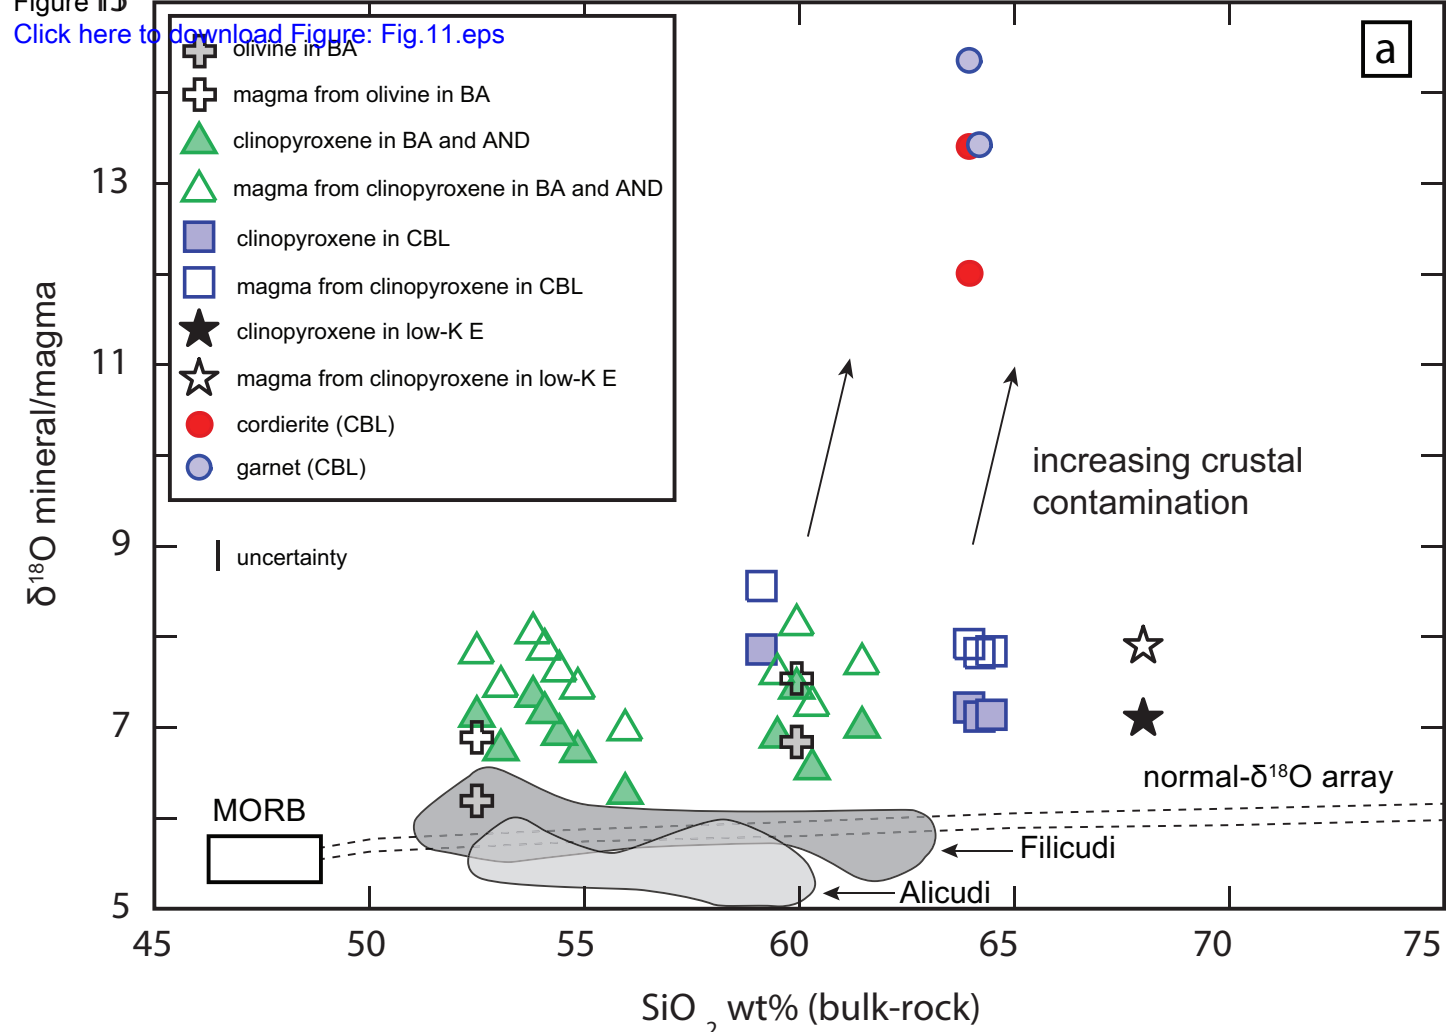 Figure
15
Click here to download Figure: Fig.11.eps
a
olivine in BA
magma from olivine in BA
clinopyroxene in BA and AND
magma from clinopyroxene in BA and AND
clinopyroxene in CBL
magma from clinopyroxene in CBL
clinopyroxene in low-K E
magma from clinopyroxene in low-K E
cordierite (CBL)
garnet (CBL)
uncertainty
increasing crustal
contamination
normal-δ¹⁸O array
MORB
Filicudi
Alicudi
δ¹⁸O mineral/magma
13
11
9
7
5
45 50 55 60 65 70 75
SiO₂ wt% (bulk-rock)